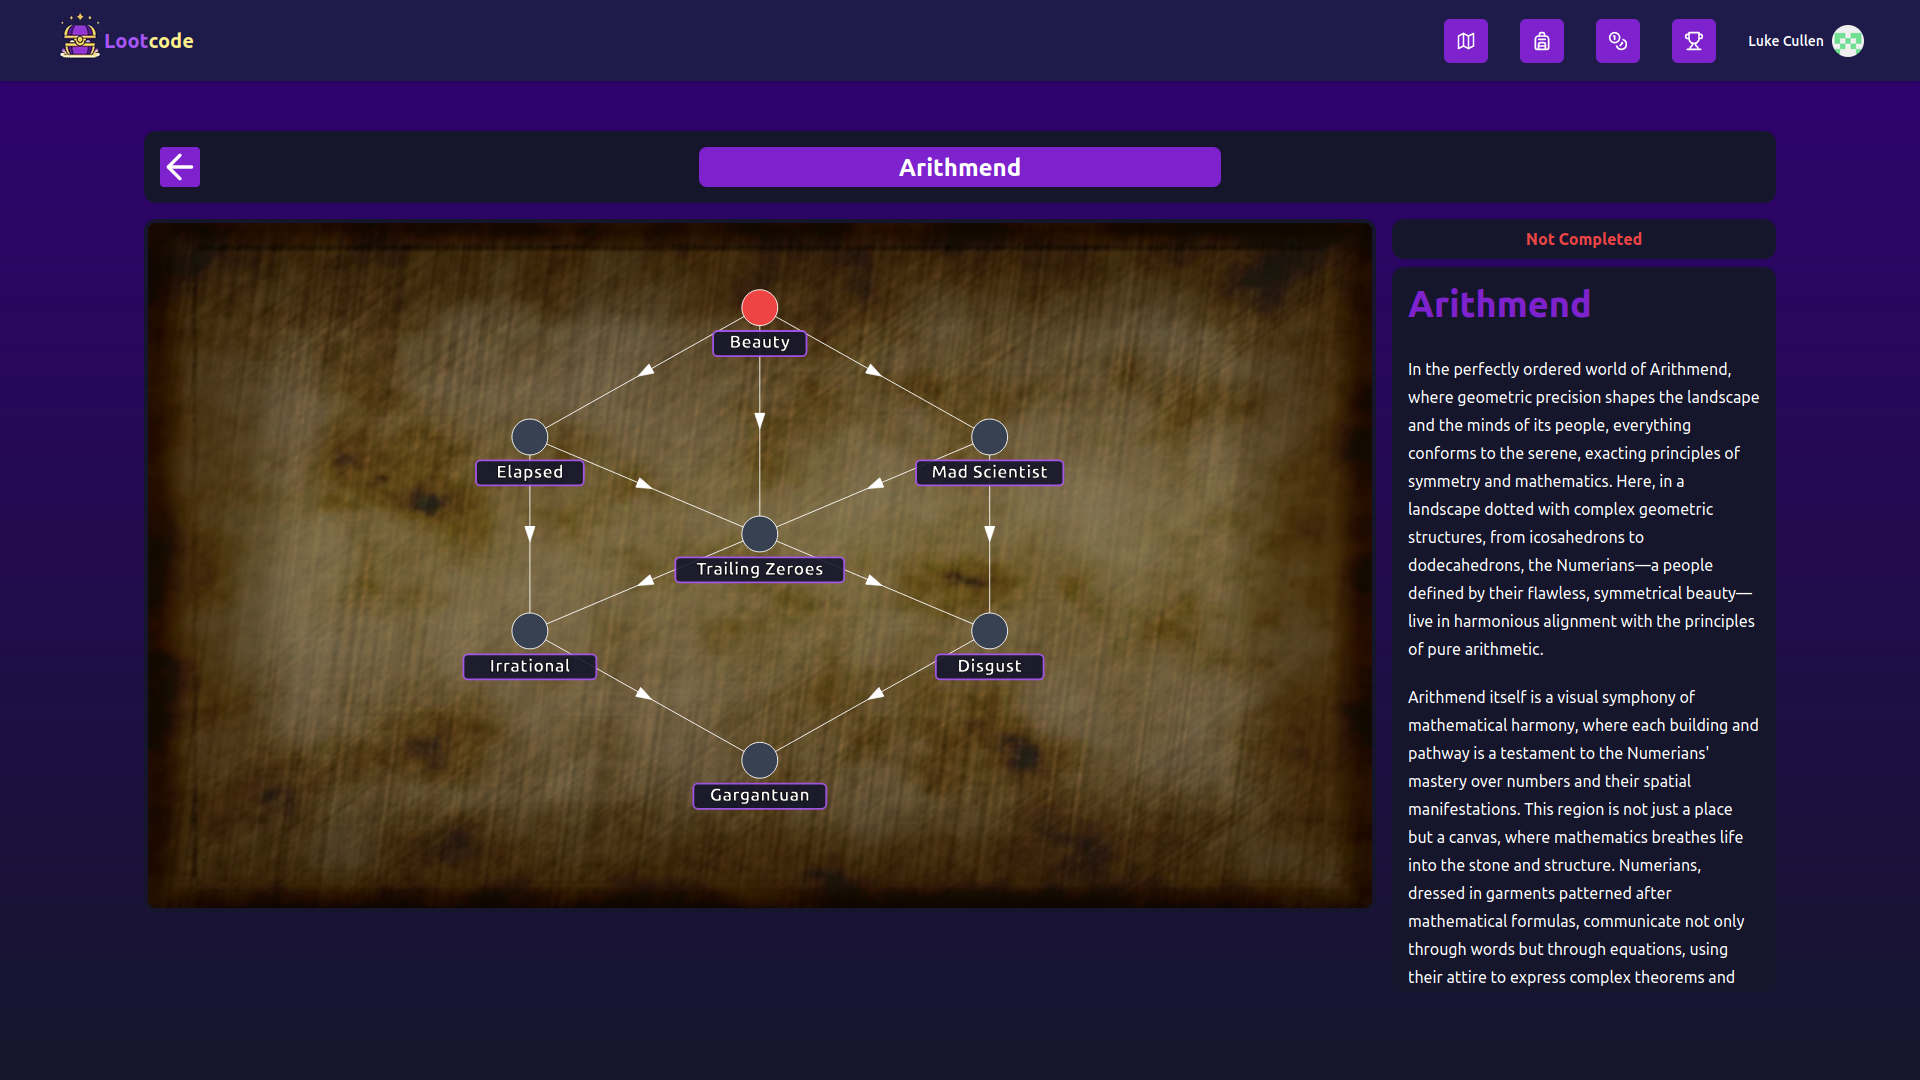 Lootcode
Luke Cullen
Arithmend
Beauty
Elapsed
Mad Scientist
Trailing Zeroes
Irrational
Disgust
Gargantuan
Not Completed
Arithmend
In the perfectly ordered world of Arithmend,
where geometric precision shapes the landscape
and the minds of its people, everything
conforms to the serene, exacting principles of
symmetry and mathematics. Here, in a
landscape dotted with complex geometric
structures, from icosahedrons to
dodecahedrons, the Numerians—a people
defined by their flawless, symmetrical beauty—
live in harmonious alignment with the principles
of pure arithmetic.
Arithmend itself is a visual symphony of
mathematical harmony, where each building and
pathway is a testament to the Numerians'
mastery over numbers and their spatial
manifestations. This region is not just a place
but a canvas, where mathematics breathes life
into the stone and structure. Numerians,
dressed in garments patterned after
mathematical formulas, communicate not only
through words but through equations, using
their attire to express complex theorems and